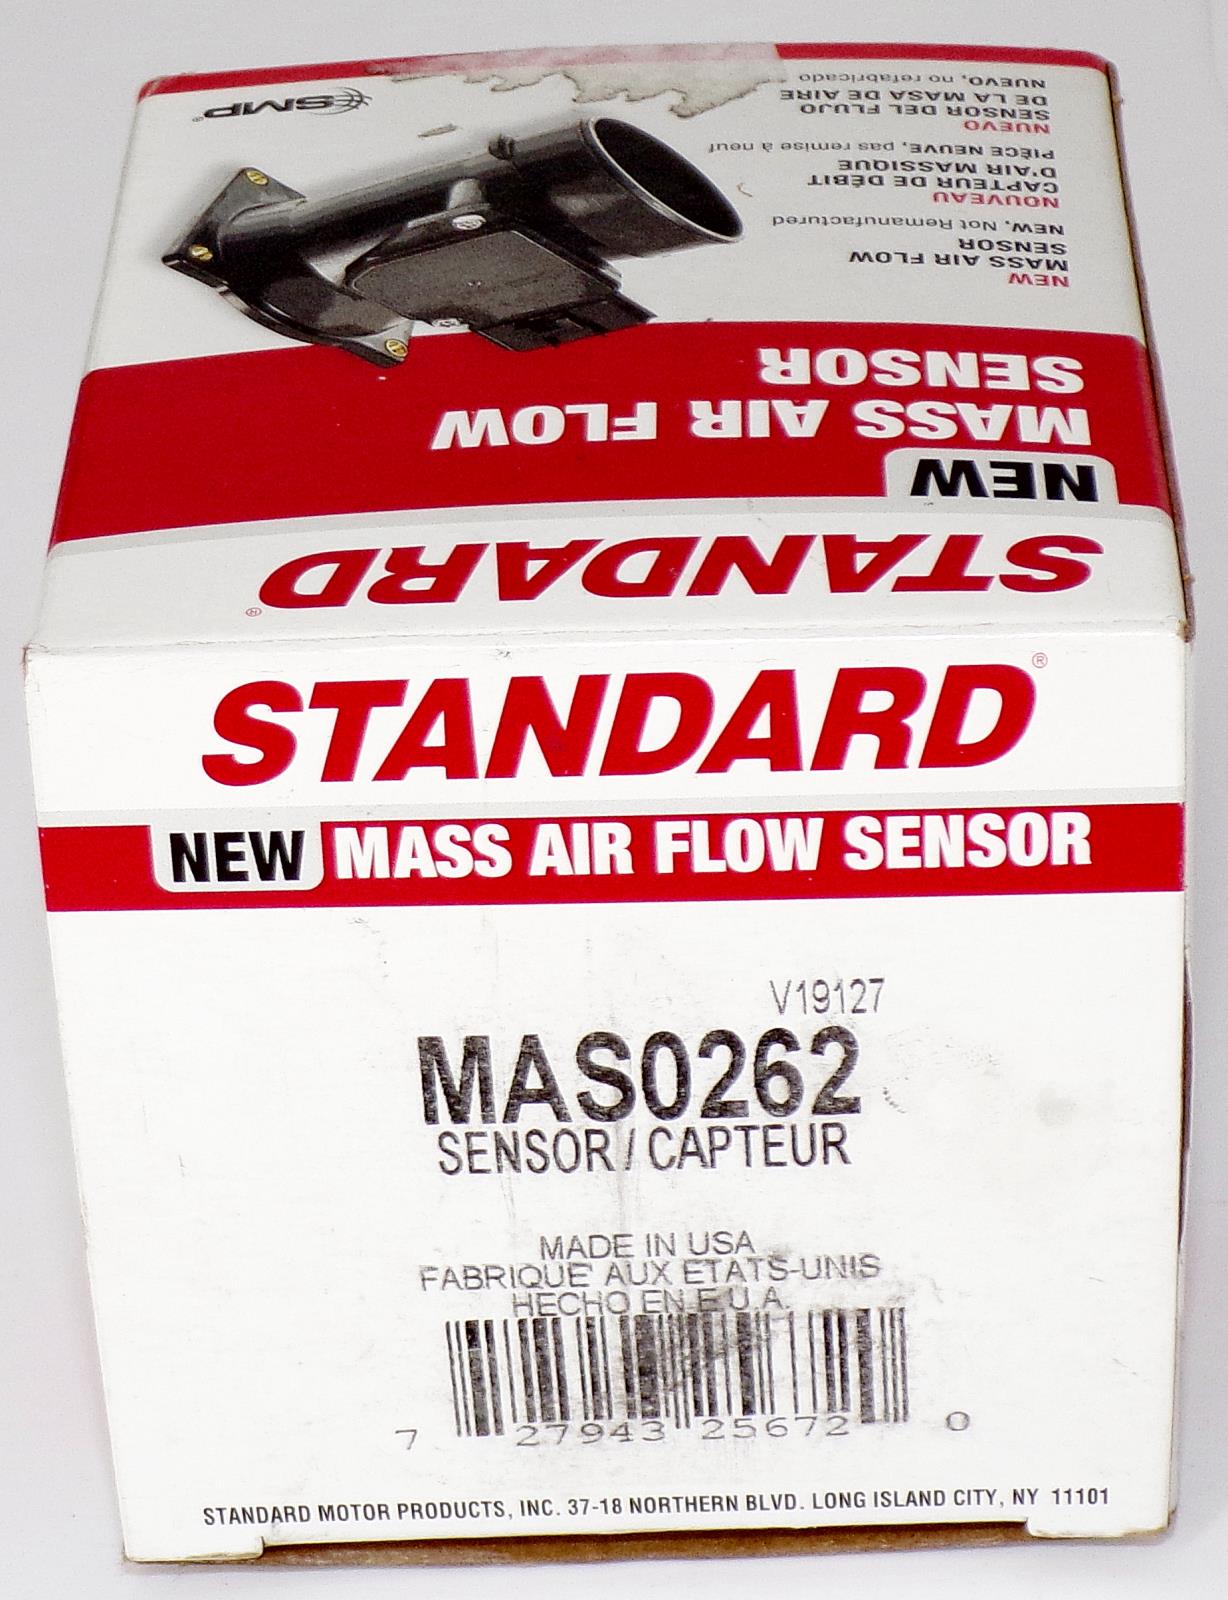 STANDARD®
NEW
MASS AIR FLOW
SENSOR
NEW
MASS AIR FLOW
SENSOR
NEW, Not Remanufactured
NOUVEAU
CAPTEUR DE DÉBIT
D'AIR MASSIQUE
PIÈCE NEUVE, pas remise à neuf
NUEVO
SENSOR DEL FLUJO
DE LA MASA DE AIRE
NUEVO, no refabricado
SMP®
STANDARD®
NEW MASS AIR FLOW SENSOR
V19127
MAS0262
SENSOR / CAPTEUR
MADE IN USA
FABRIQUE' AUX ETATS-UNIS
HECHO EN E.U.A.
7 27943 25672 0
STANDARD MOTOR PRODUCTS, INC. 37-18 NORTHERN BLVD. LONG ISLAND CITY, NY 11101